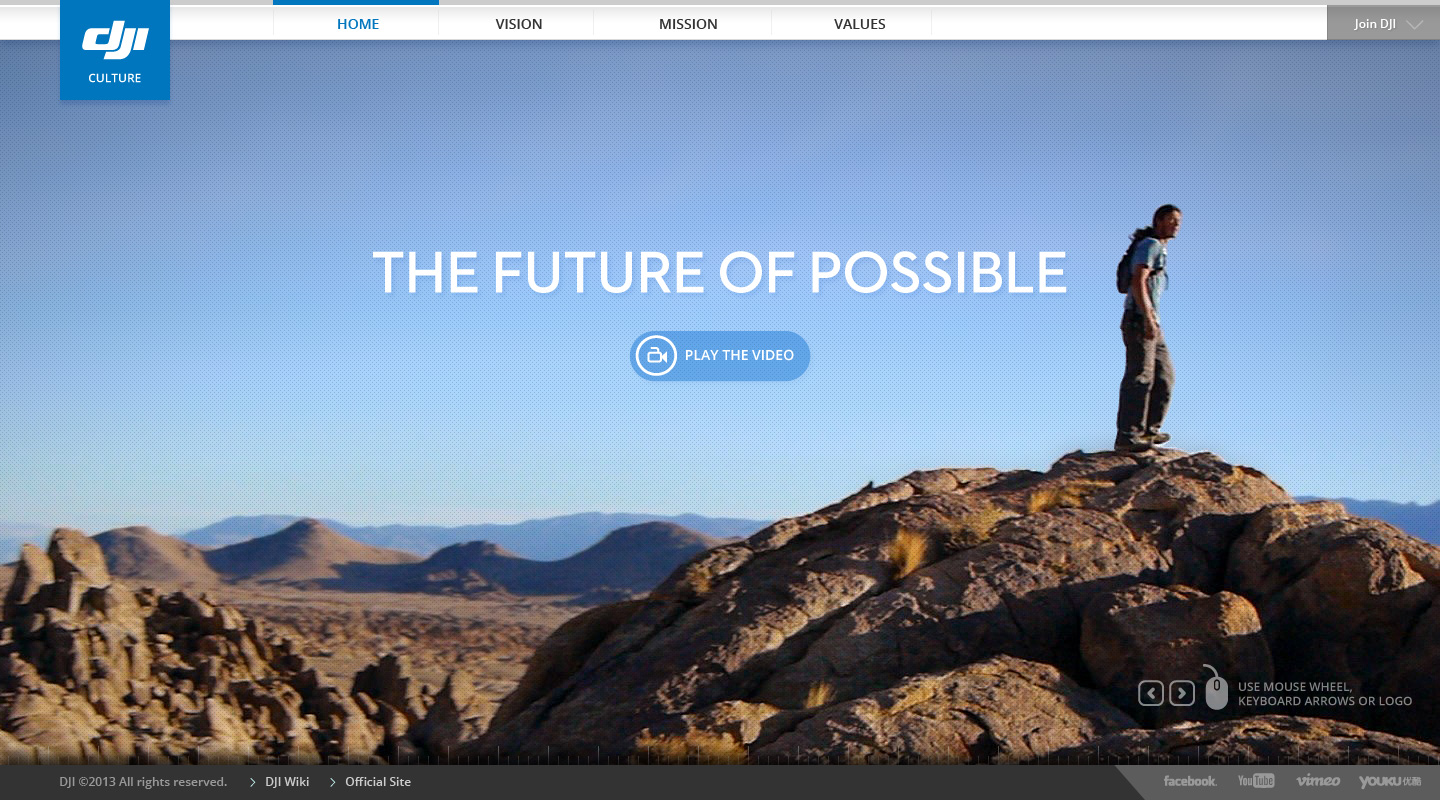 dji
CULTURE
HOME
VISION
MISSION
VALUES
Join DJI
THE FUTURE OF POSSIBLE
PLAY THE VIDEO
USE MOUSE WHEEL,
KEYBOARD ARROWS OR LOGO
DJI ©2013 All rights reserved.
DJI Wiki
Official Site
facebook.
YouTube
vimeo
YOUKU优酷